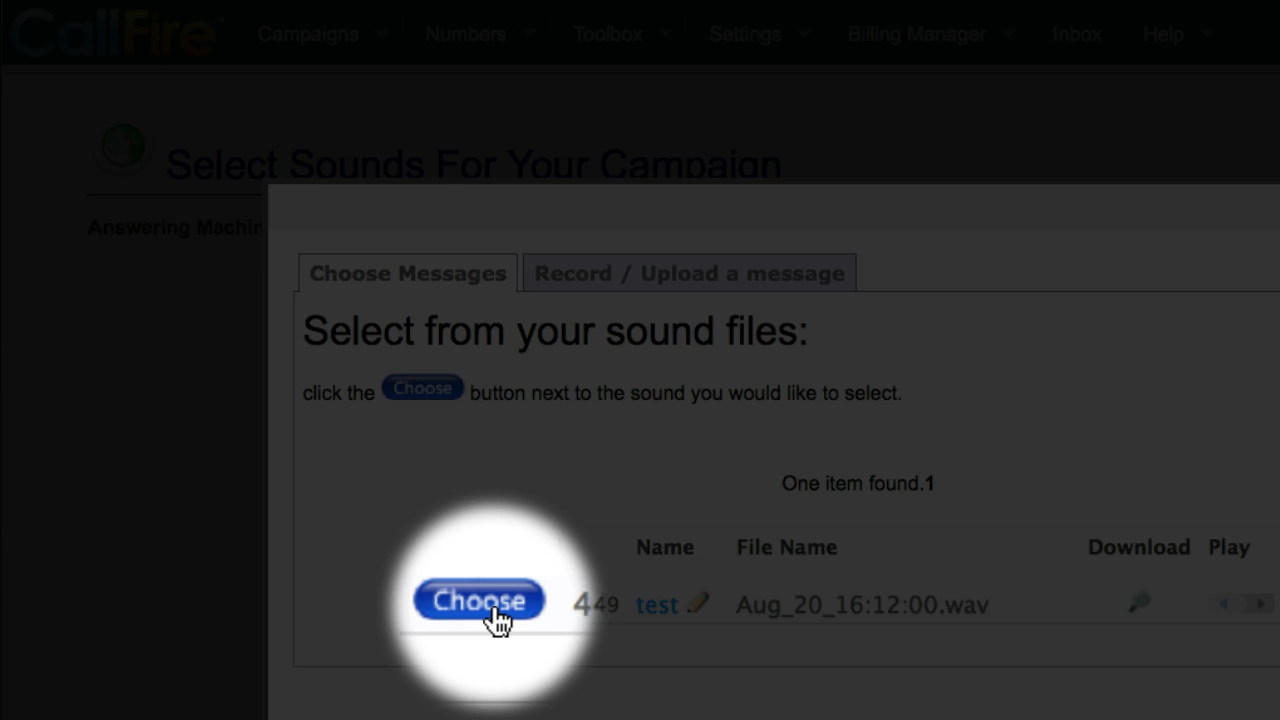 CallFire Campaigns Numbers Toolbox Settings Billing Manager Inbox Help
Select Sounds For Your Campaign
Answering Machin
Choose Messages Record / Upload a message
Select from your sound files:
click the Choose button next to the sound you would like to select.
One item found.1
Name File Name Download Play
Choose 449 test Aug_20_16:12:00.wav